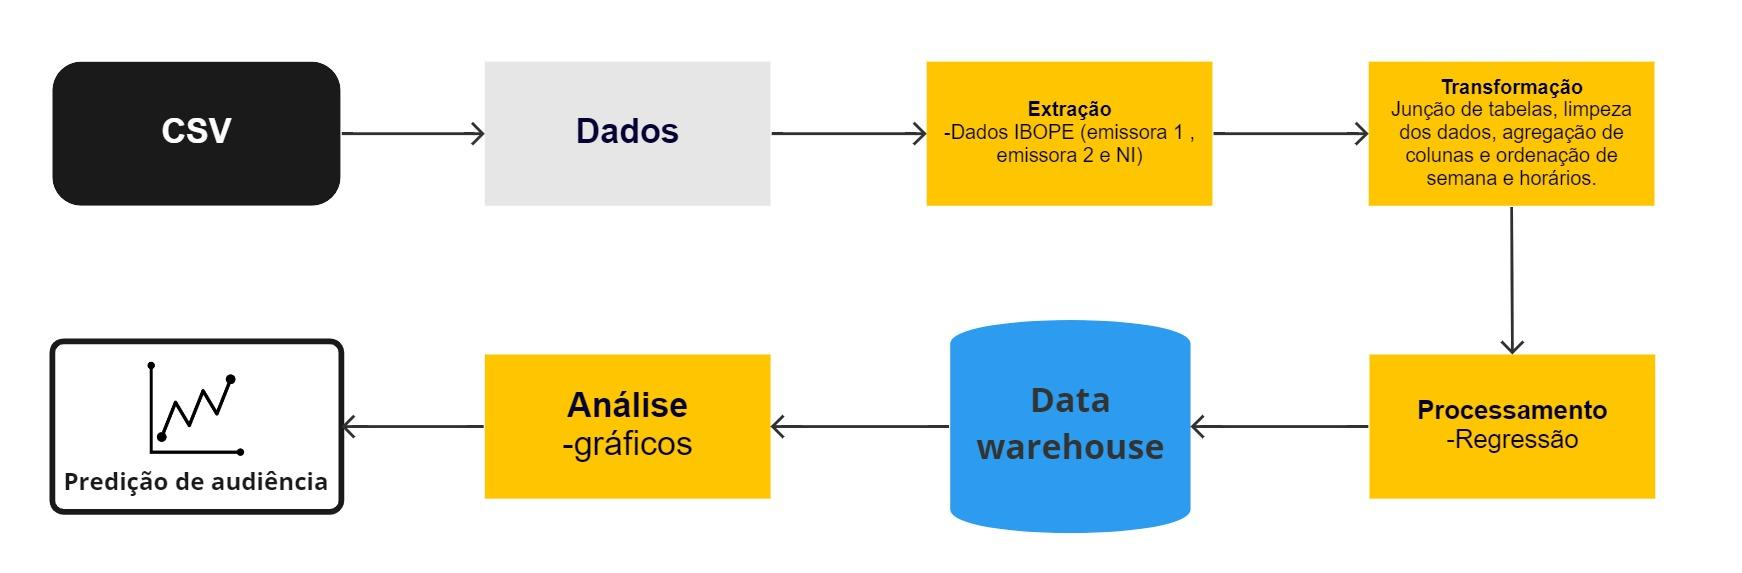 CSV
Dados
Extração
-Dados IBOPE (emissora 1 ,
emissora 2 e NI)
Transformação
Junção de tabelas, limpeza
dos dados, agregação de
colunas e ordenação de
semana e horários.
Predição de audiência
Análise
-gráficos
Data
warehouse
Processamento
-Regressão